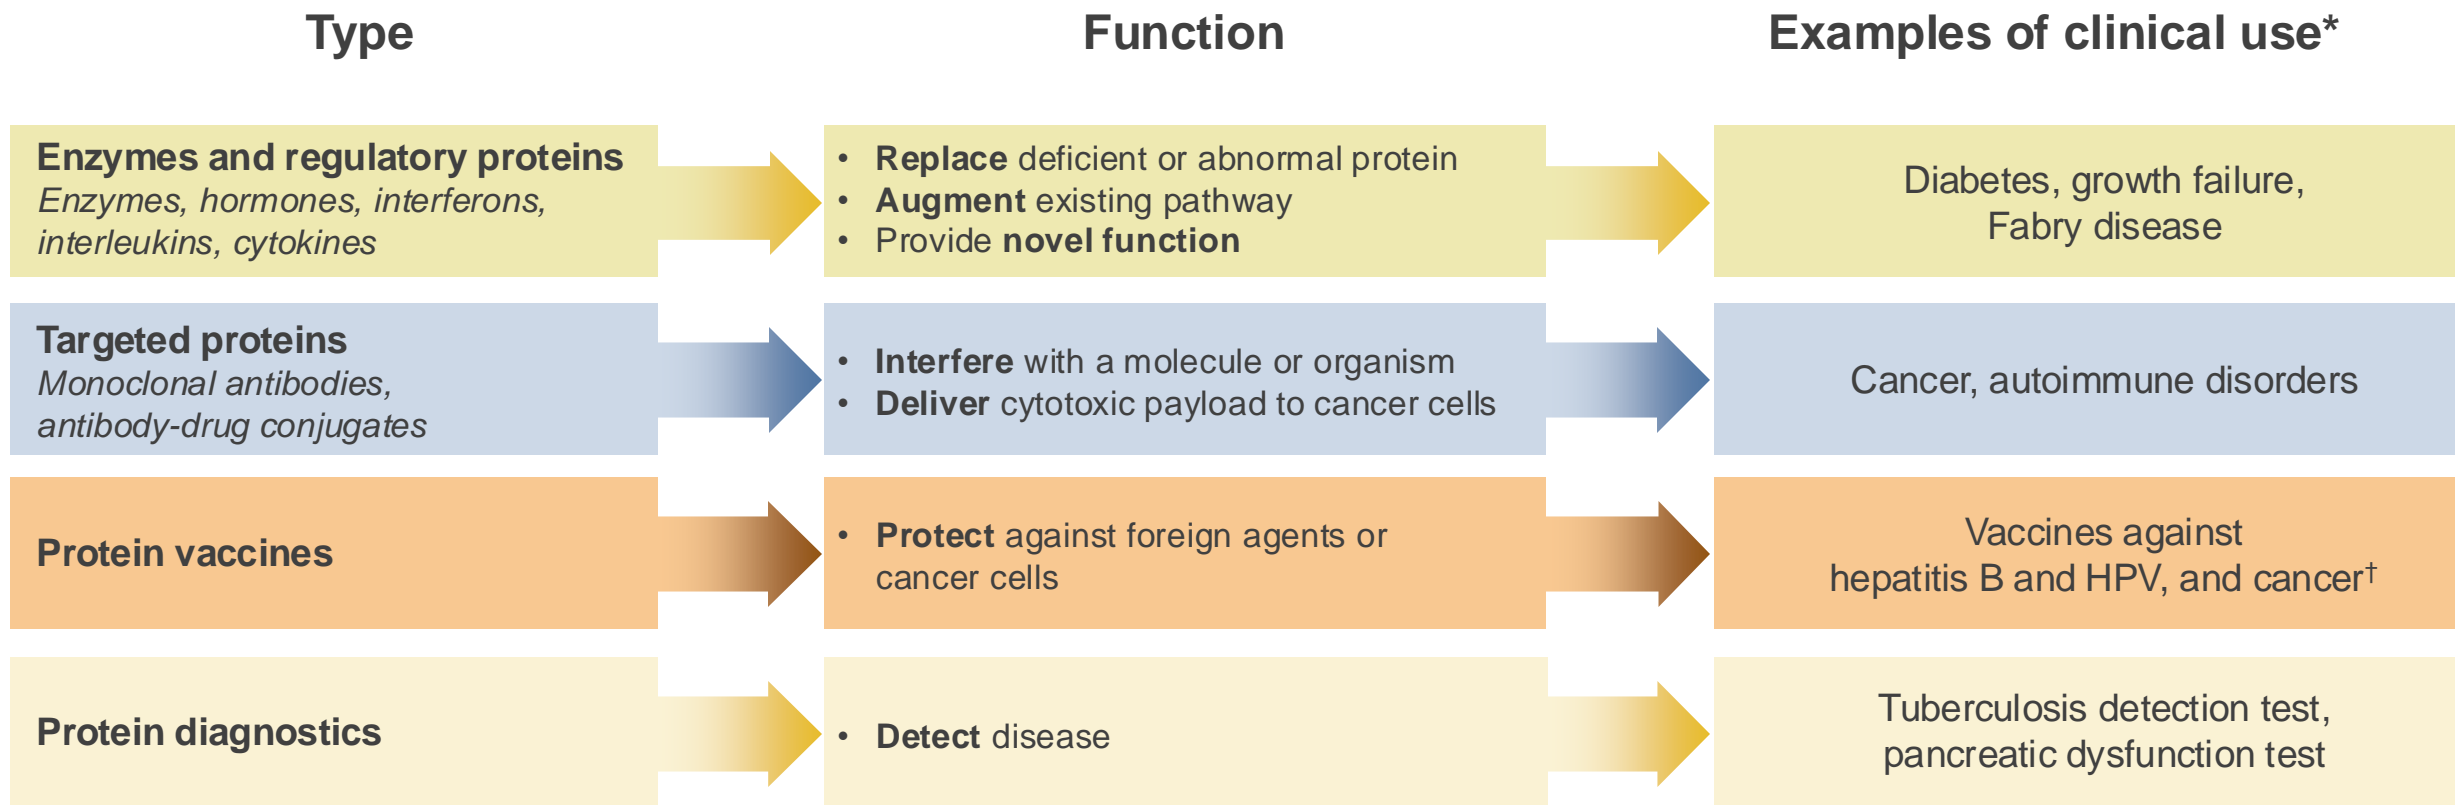 Type
Function
Examples of clinical use*
Enzymes and regulatory proteins
Enzymes, hormones, interferons,
interleukins, cytokines
• Replace deficient or abnormal protein
• Augment existing pathway
• Provide novel function
Diabetes, growth failure,
Fabry disease
Targeted proteins
Monoclonal antibodies,
antibody-drug conjugates
• Interfere with a molecule or organism
• Deliver cytotoxic payload to cancer cells
Cancer, autoimmune disorders
Protein vaccines
• Protect against foreign agents or
cancer cells
Vaccines against
hepatitis B and HPV, and cancer†
Protein diagnostics
• Detect disease
Tuberculosis detection test,
pancreatic dysfunction test